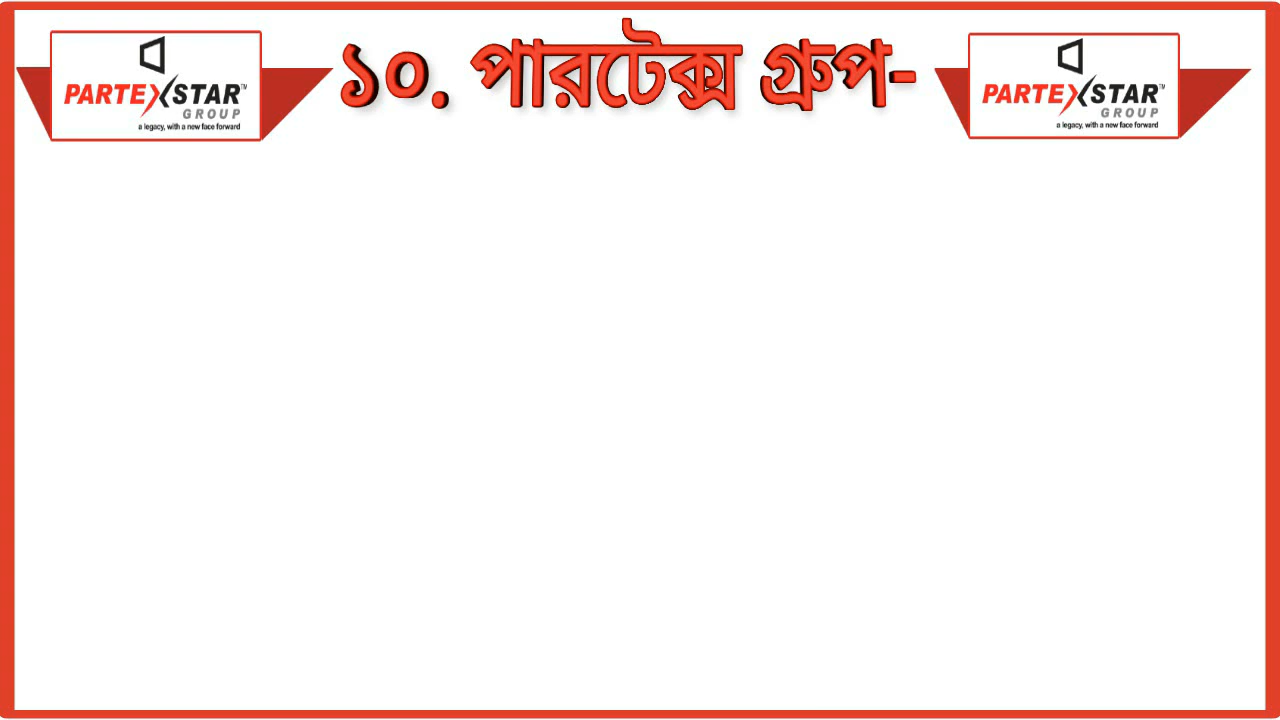 PARTEXSTAR™
GROUP
a legacy, with a new face forward
১০. পারটেক্স গ্রুপ-
PARTEXSTAR™
GROUP
a legacy, with a new face forward